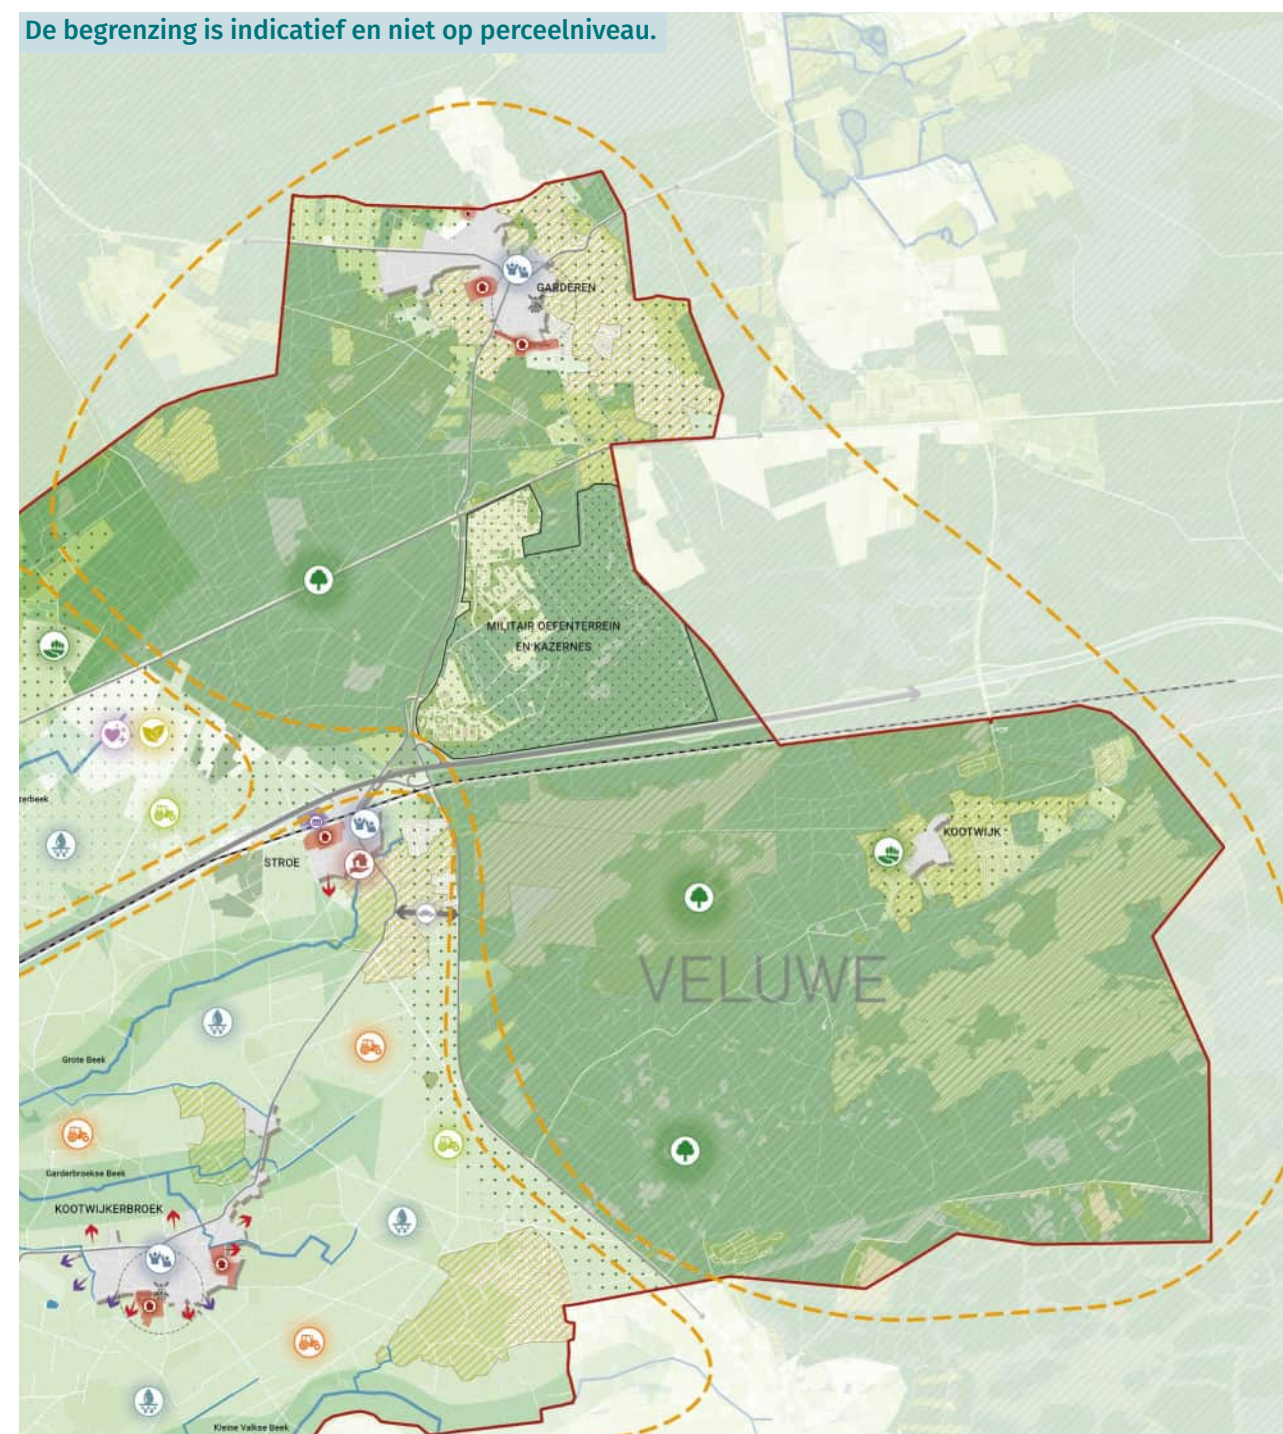 De begrenzing is indicatief en niet op perceelniveau.
GARDEREN
MILITAIR OEFENTERREIN
EN KAZERNES
zerbeek
KOOTWIJK
STROE
VELUWE
Grote Beek
Garderbroekse Beek
KOOTWIJKERBROEK
Kleine Valkse Beek